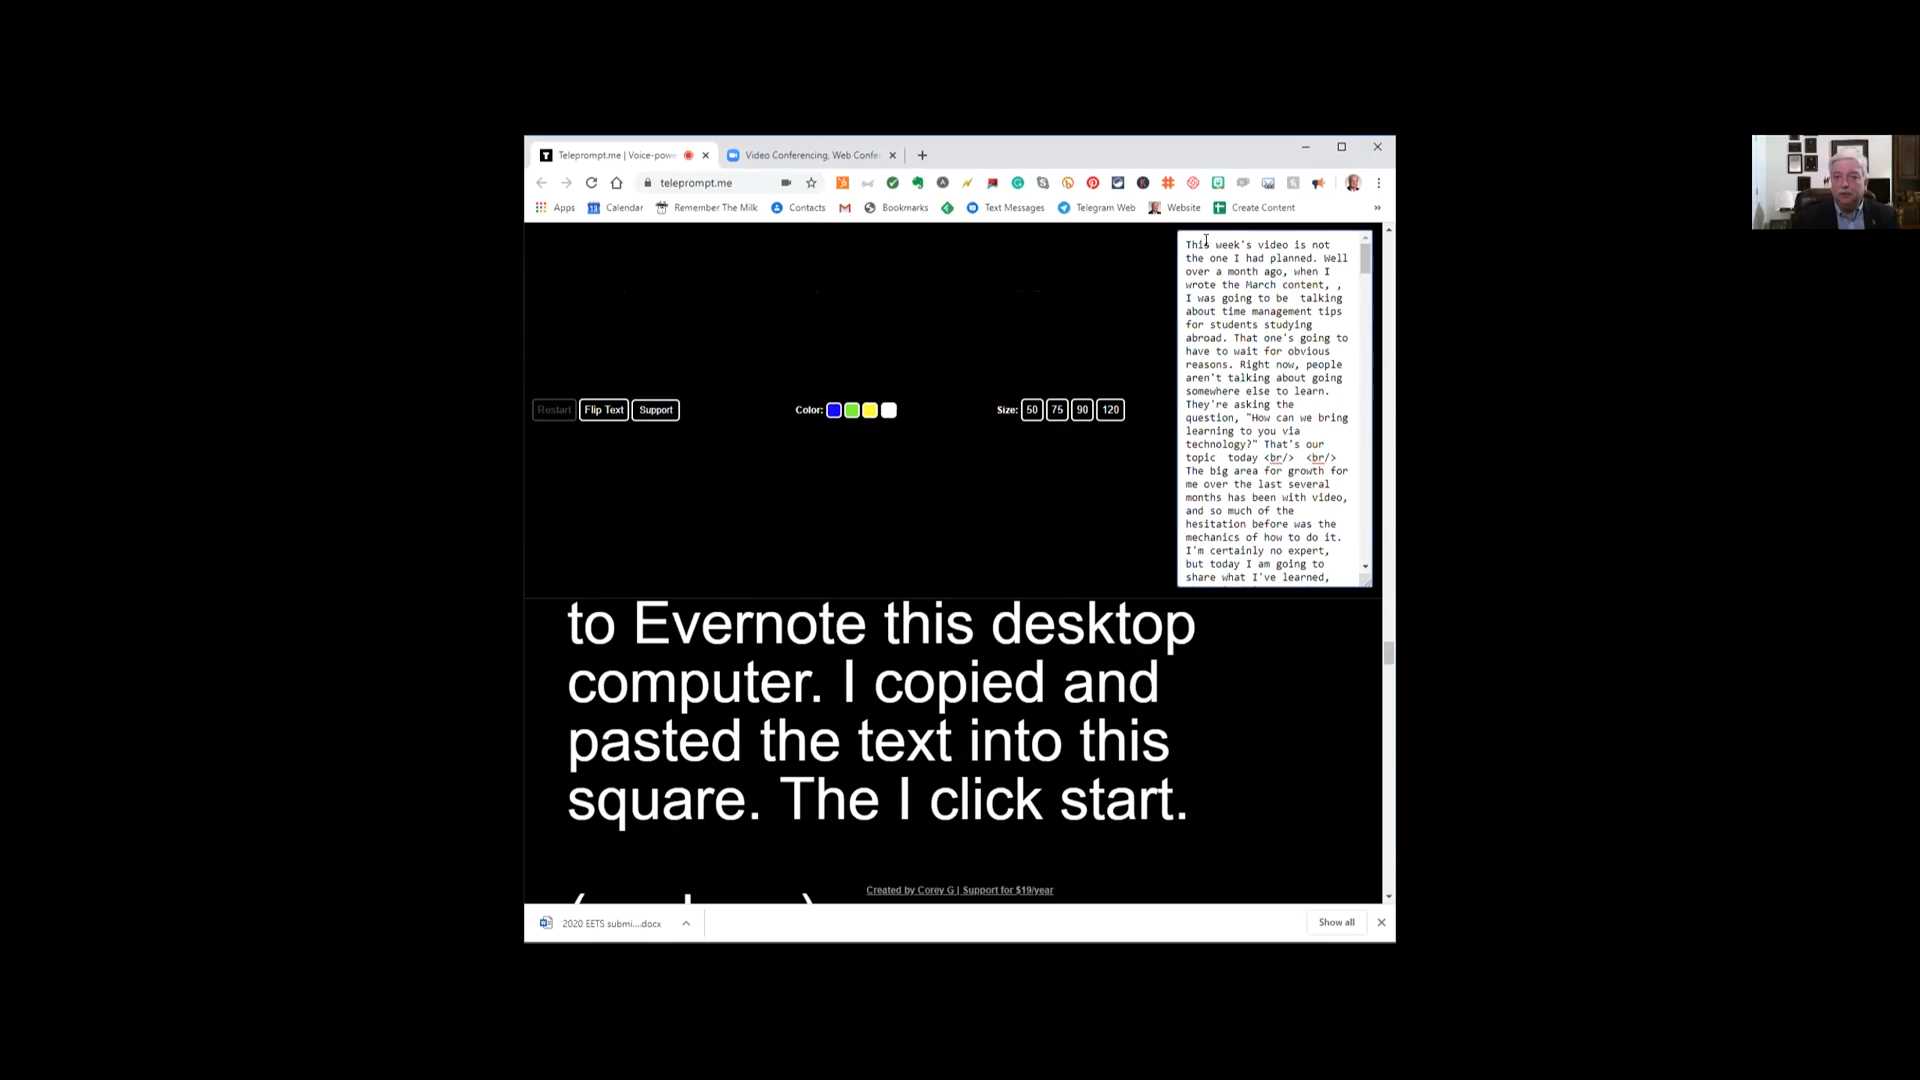 Teleprompt.me | Voice-pow
Video Conferencing, Web Confe
teleprompt.me
Apps
Calendar
Remember The Milk
Contacts
Bookmarks
Text Messages
Telegram Web
Website
Create Content
»
This week's video is not
the one I had planned. Well
over a month ago, when I
wrote the March content, ,
I was going to be  talking
about time management tips
for students studying
abroad. That one's going to
have to wait for obvious
reasons. Right now, people
aren't talking about going
somewhere else to learn.
They're asking the
question, "How can we bring
learning to you via
technology?" That's our
topic  today <br/>  <br/>
The big area for growth for
me over the last several
months has been with video,
and so much of the
hesitation before was the
mechanics of how to do it.
I'm certainly no expert,
but today I am going to
share what I've learned,
Restart
Flip Text
Support
Color:
Size:
50
75
90
120
to Evernote this desktop
computer. I copied and
pasted the text into this
square. The I click start.
Created by Corey G | Support for $19/year
2020 EETS submi....docx
Show all